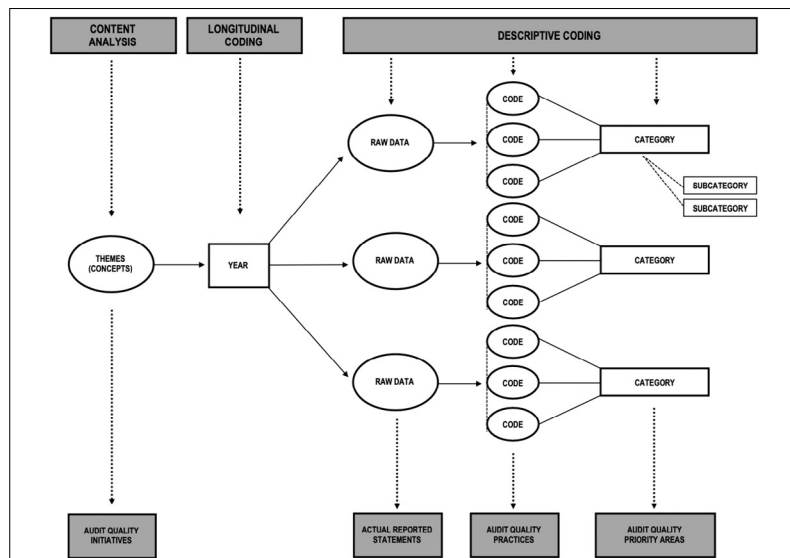 CONTENT
ANALYSIS
LONGITUDINAL
CODING
DESCRIPTIVE CODING
CODE
RAW DATA
CODE
CATEGORY
CODE
SUBCATEGORY
SUBCATEGORY
CODE
THEMES
(CONCEPTS)
YEAR
RAW DATA
CODE
CATEGORY
CODE
CODE
RAW DATA
CODE
CATEGORY
CODE
AUDIT QUALITY
INITIATIVES
ACTUAL REPORTED
STATEMENTS
AUDIT QUALITY
PRACTICES
AUDIT QUALITY
PRIORITY AREAS